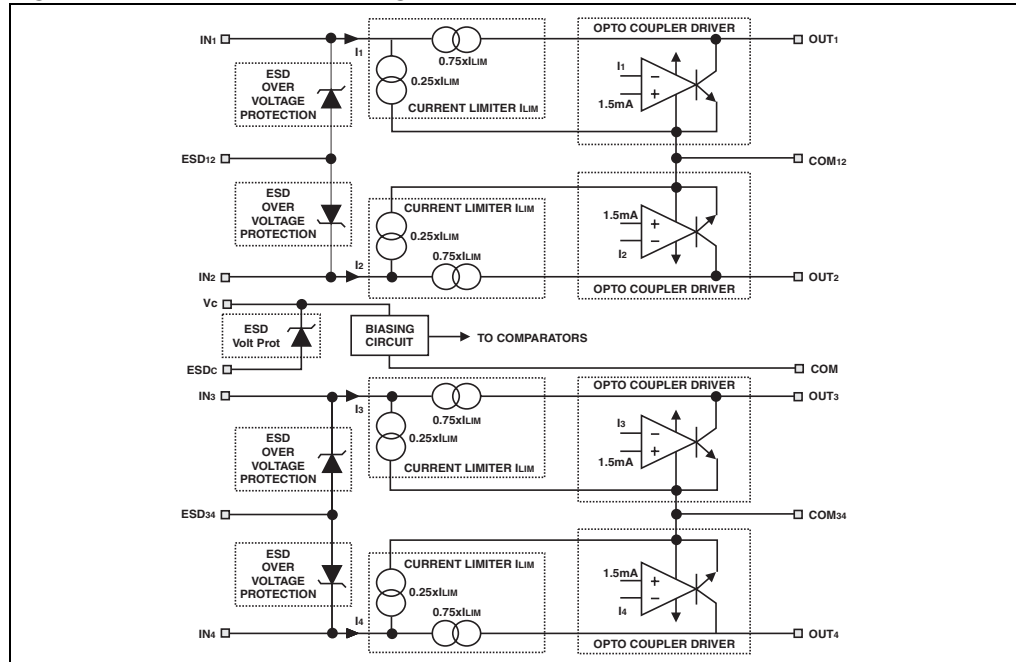 IN1
I1
0.75xILIM
OPTO COUPLER DRIVER
OUT1
ESD
OVER
VOLTAGE
PROTECTION
0.25xILIM
CURRENT LIMITER ILIM
I1
−
+
1.5mA
ESD12
COM12
ESD
OVER
VOLTAGE
PROTECTION
CURRENT LIMITER ILIM
0.25xILIM
0.75xILIM
1.5mA
+
−
I2
IN2
I2
OUT2
OPTO COUPLER DRIVER
VC
ESD
Volt Prot
BIASING
CIRCUIT
TO COMPARATORS
ESDC
COM
IN3
I3
0.75xILIM
OPTO COUPLER DRIVER
OUT3
ESD
OVER
VOLTAGE
PROTECTION
0.25xILIM
CURRENT LIMITER ILIM
I3
−
+
1.5mA
ESD34
COM34
ESD
OVER
VOLTAGE
PROTECTION
CURRENT LIMITER ILIM
0.25xILIM
0.75xILIM
1.5mA
+
−
I4
IN4
I4
OUT4
OPTO COUPLER DRIVER